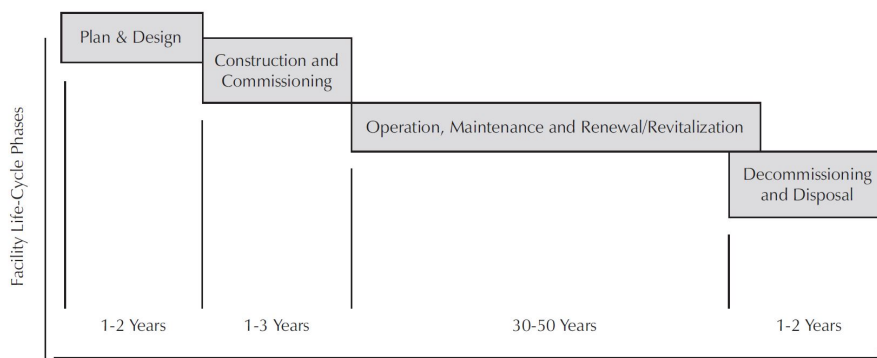 Plan & Design
Construction and
Commissioning
Operation, Maintenance and Renewal/Revitalization
Decommissioning
and Disposal
Facility Life-Cycle Phases
1-2 Years
1-3 Years
30-50 Years
1-2 Years